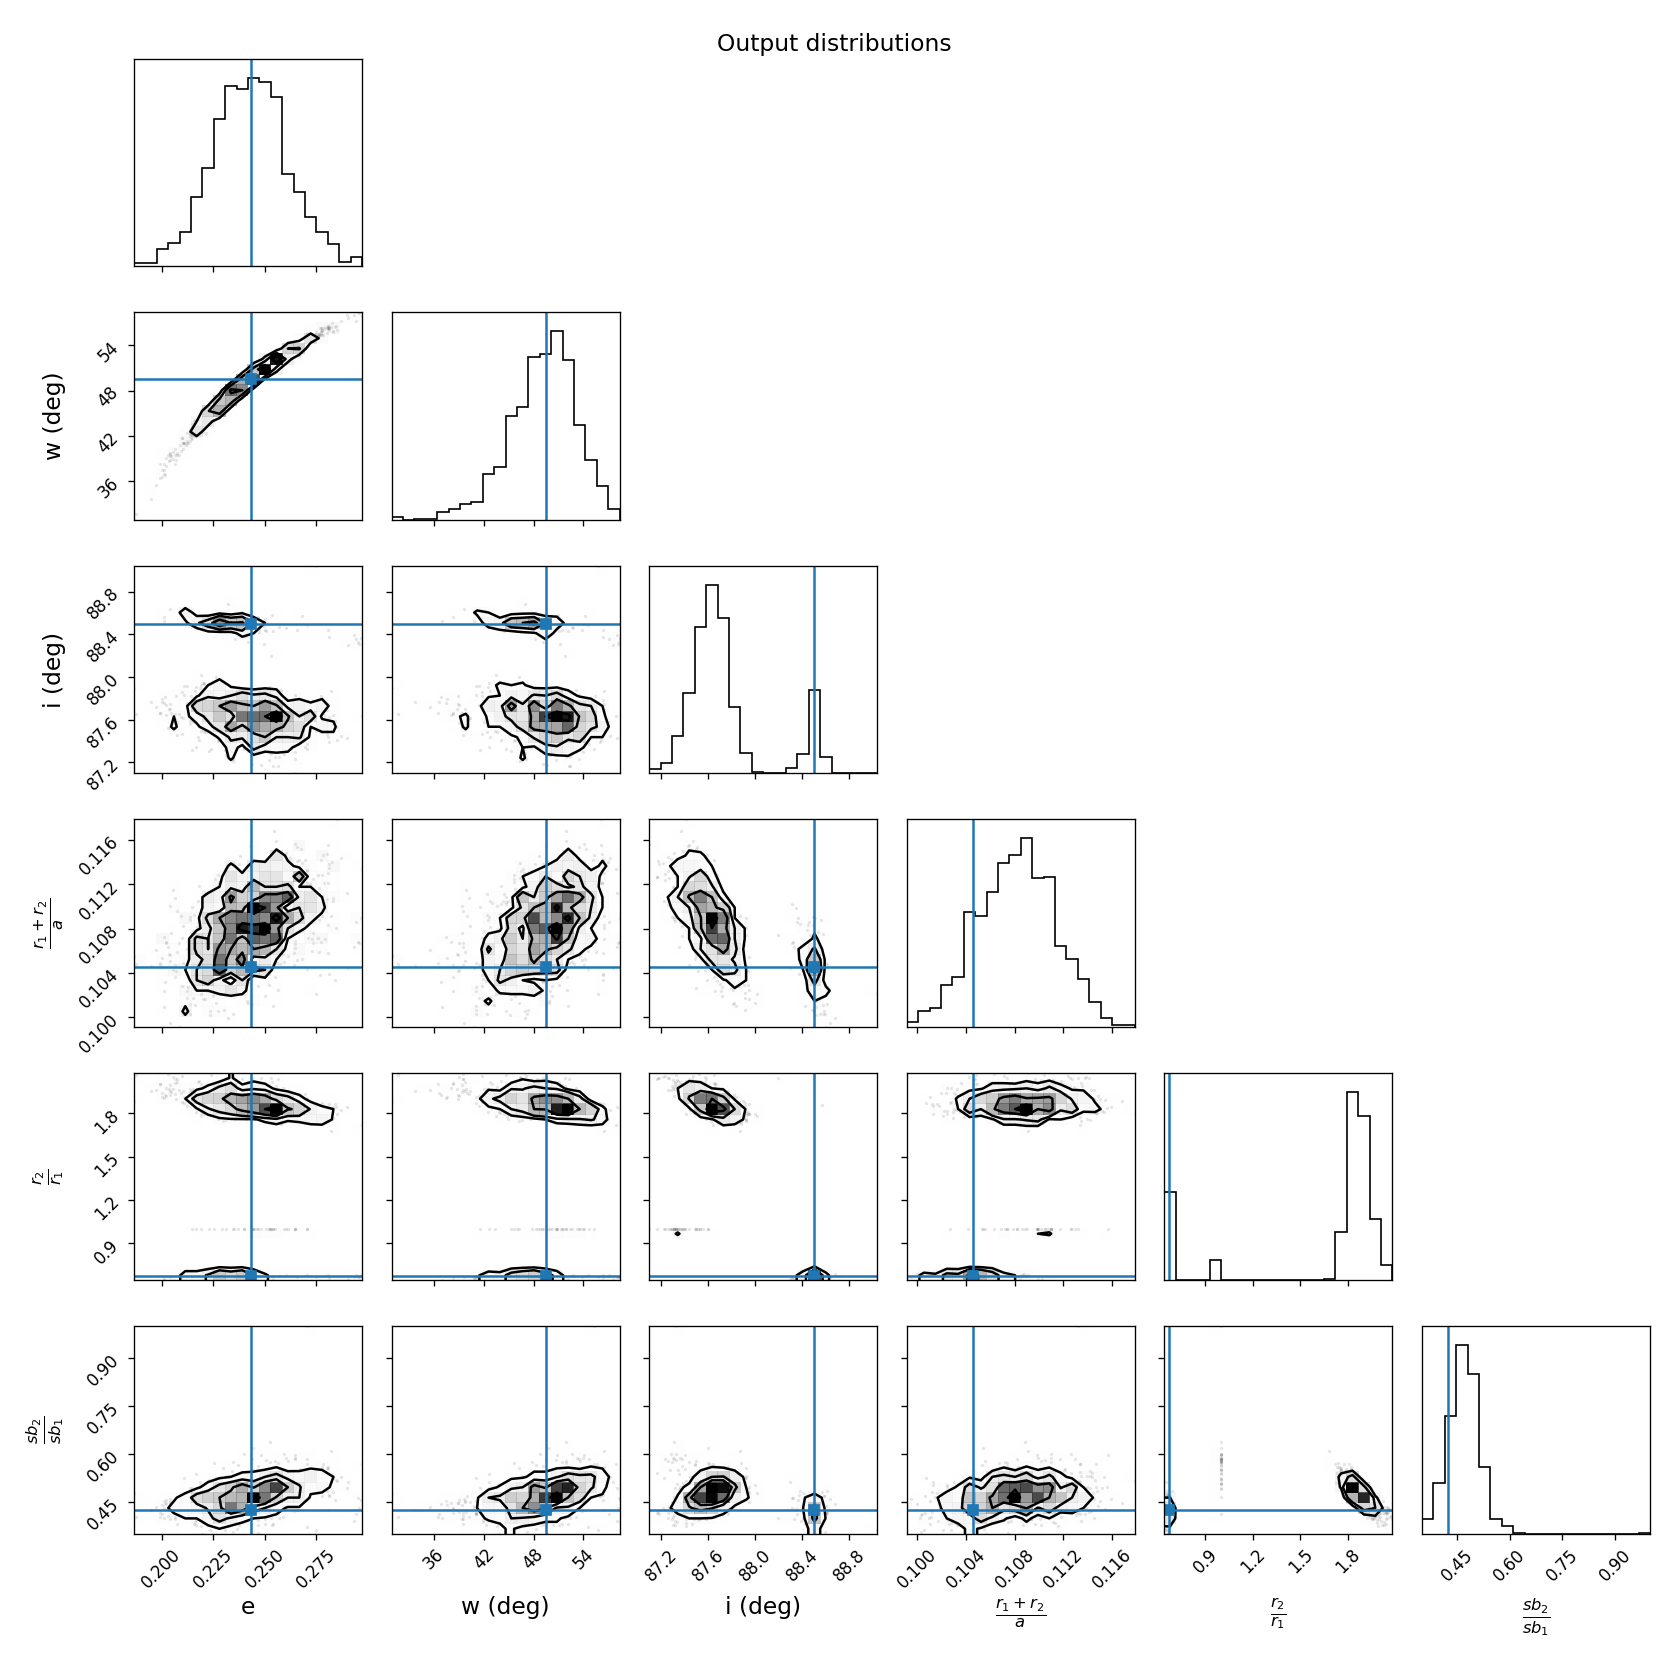 Output distributions
w (deg)
54
48
42
36
i (deg)
88.8
88.4
88.0
87.6
87.2
r₁ + r₂
a
0.116
0.112
0.108
0.104
0.100
r₂
r₁
1.8
1.5
1.2
0.9
sb₂
sb₁
0.90
0.75
0.60
0.45
0.200 0.225 0.250 0.275
36 42 48 54
87.2 87.6 88.0 88.4 88.8
0.100 0.104 0.108 0.112 0.116
0.9 1.2 1.5 1.8
0.45 0.60 0.75 0.90
e
w (deg)
i (deg)
r₁ + r₂
a
r₂
r₁
sb₂
sb₁